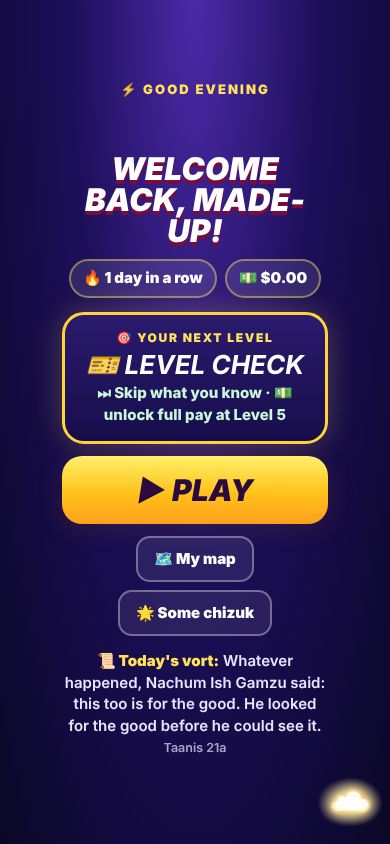 ⚡ GOOD EVENING
WELCOME
BACK, MADE-
UP!
🔥 1 day in a row
💵 $0.00
🎯 YOUR NEXT LEVEL
🎫 LEVEL CHECK
⏭ Skip what you know · 💵
unlock full pay at Level 5
▶ PLAY
🗺️ My map
🌟 Some chizuk
📜 Today's vort: Whatever
happened, Nachum Ish Gamzu said:
this too is for the good. He looked
for the good before he could see it.
Taanis 21a